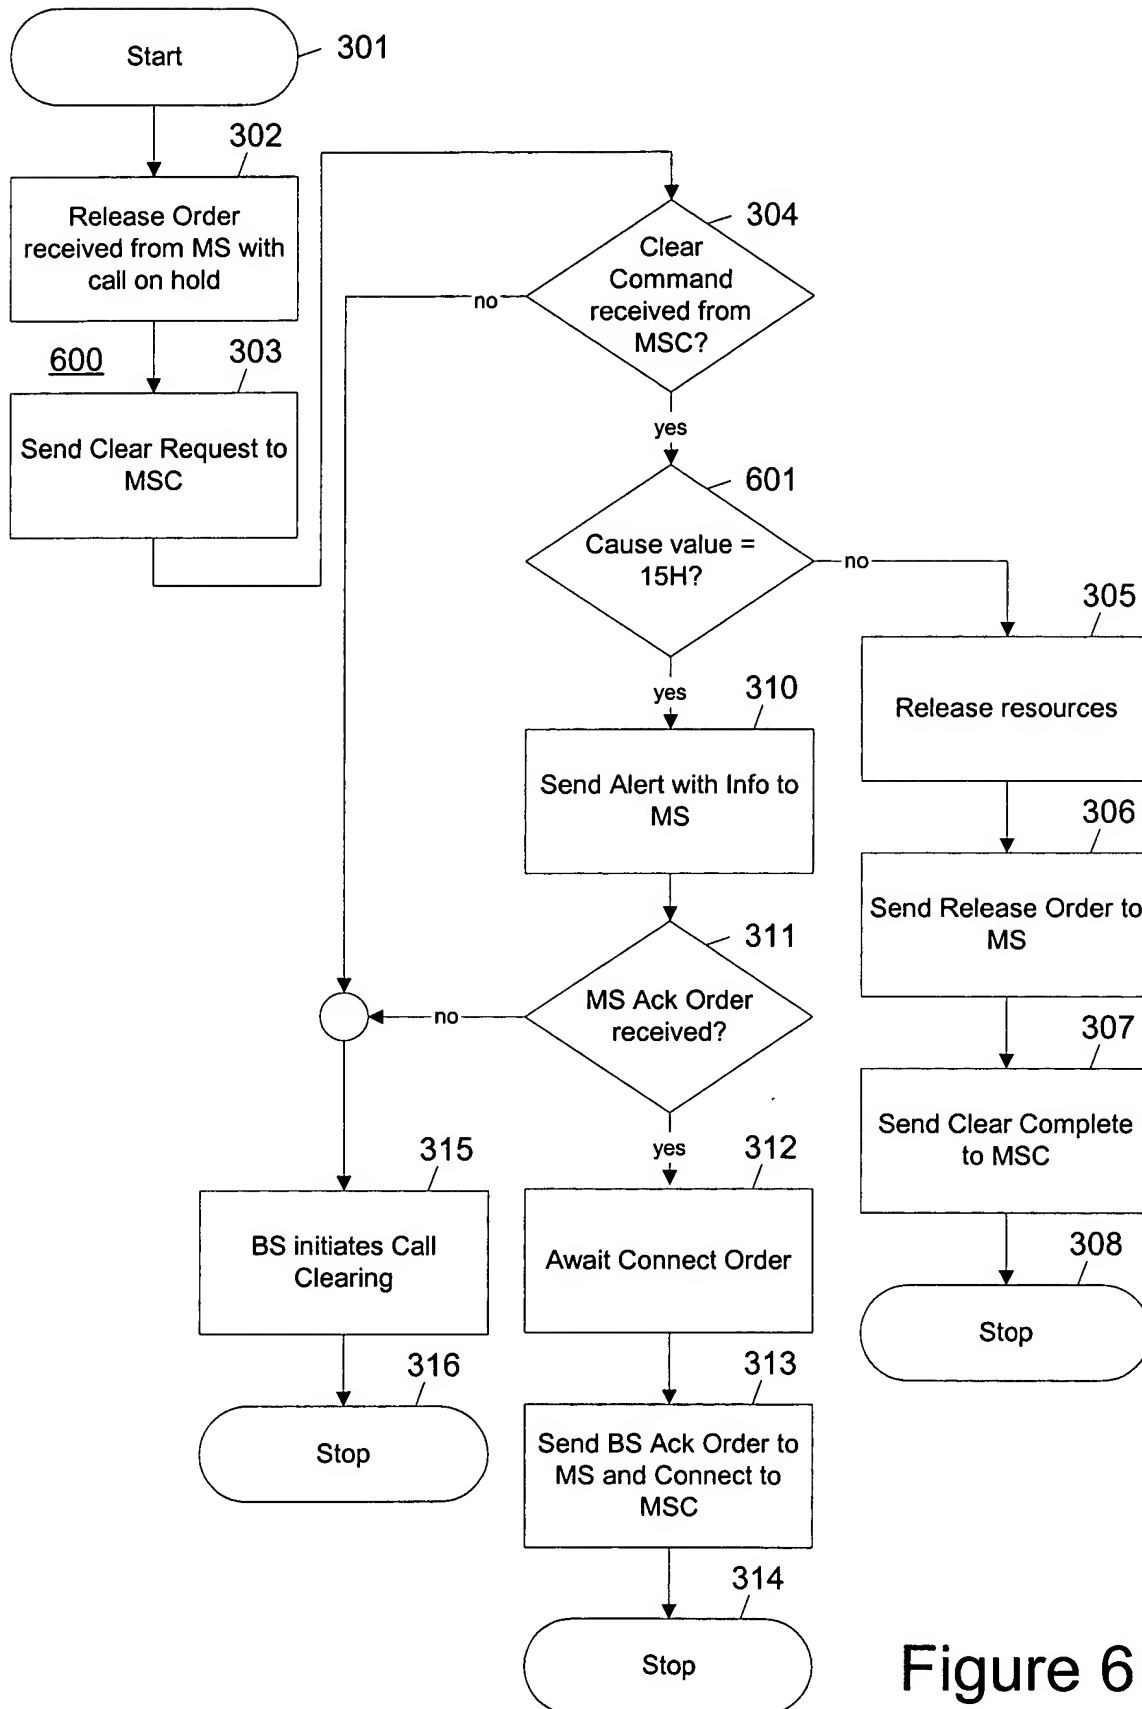 Start
301
302
Release Order
received from MS with
call on hold
600
303
Send Clear Request to
MSC
304
Clear
Command
received from
MSC?
no
yes
601
Cause value =
15H?
no
yes
305
Release resources
310
Send Alert with Info to
MS
306
Send Release Order to
MS
311
MS Ack Order
received?
no
yes
307
Send Clear Complete
to MSC
308
Stop
315
BS initiates Call
Clearing
316
Stop
312
Await Connect Order
313
Send BS Ack Order to
MS and Connect to
MSC
314
Stop
Figure 6